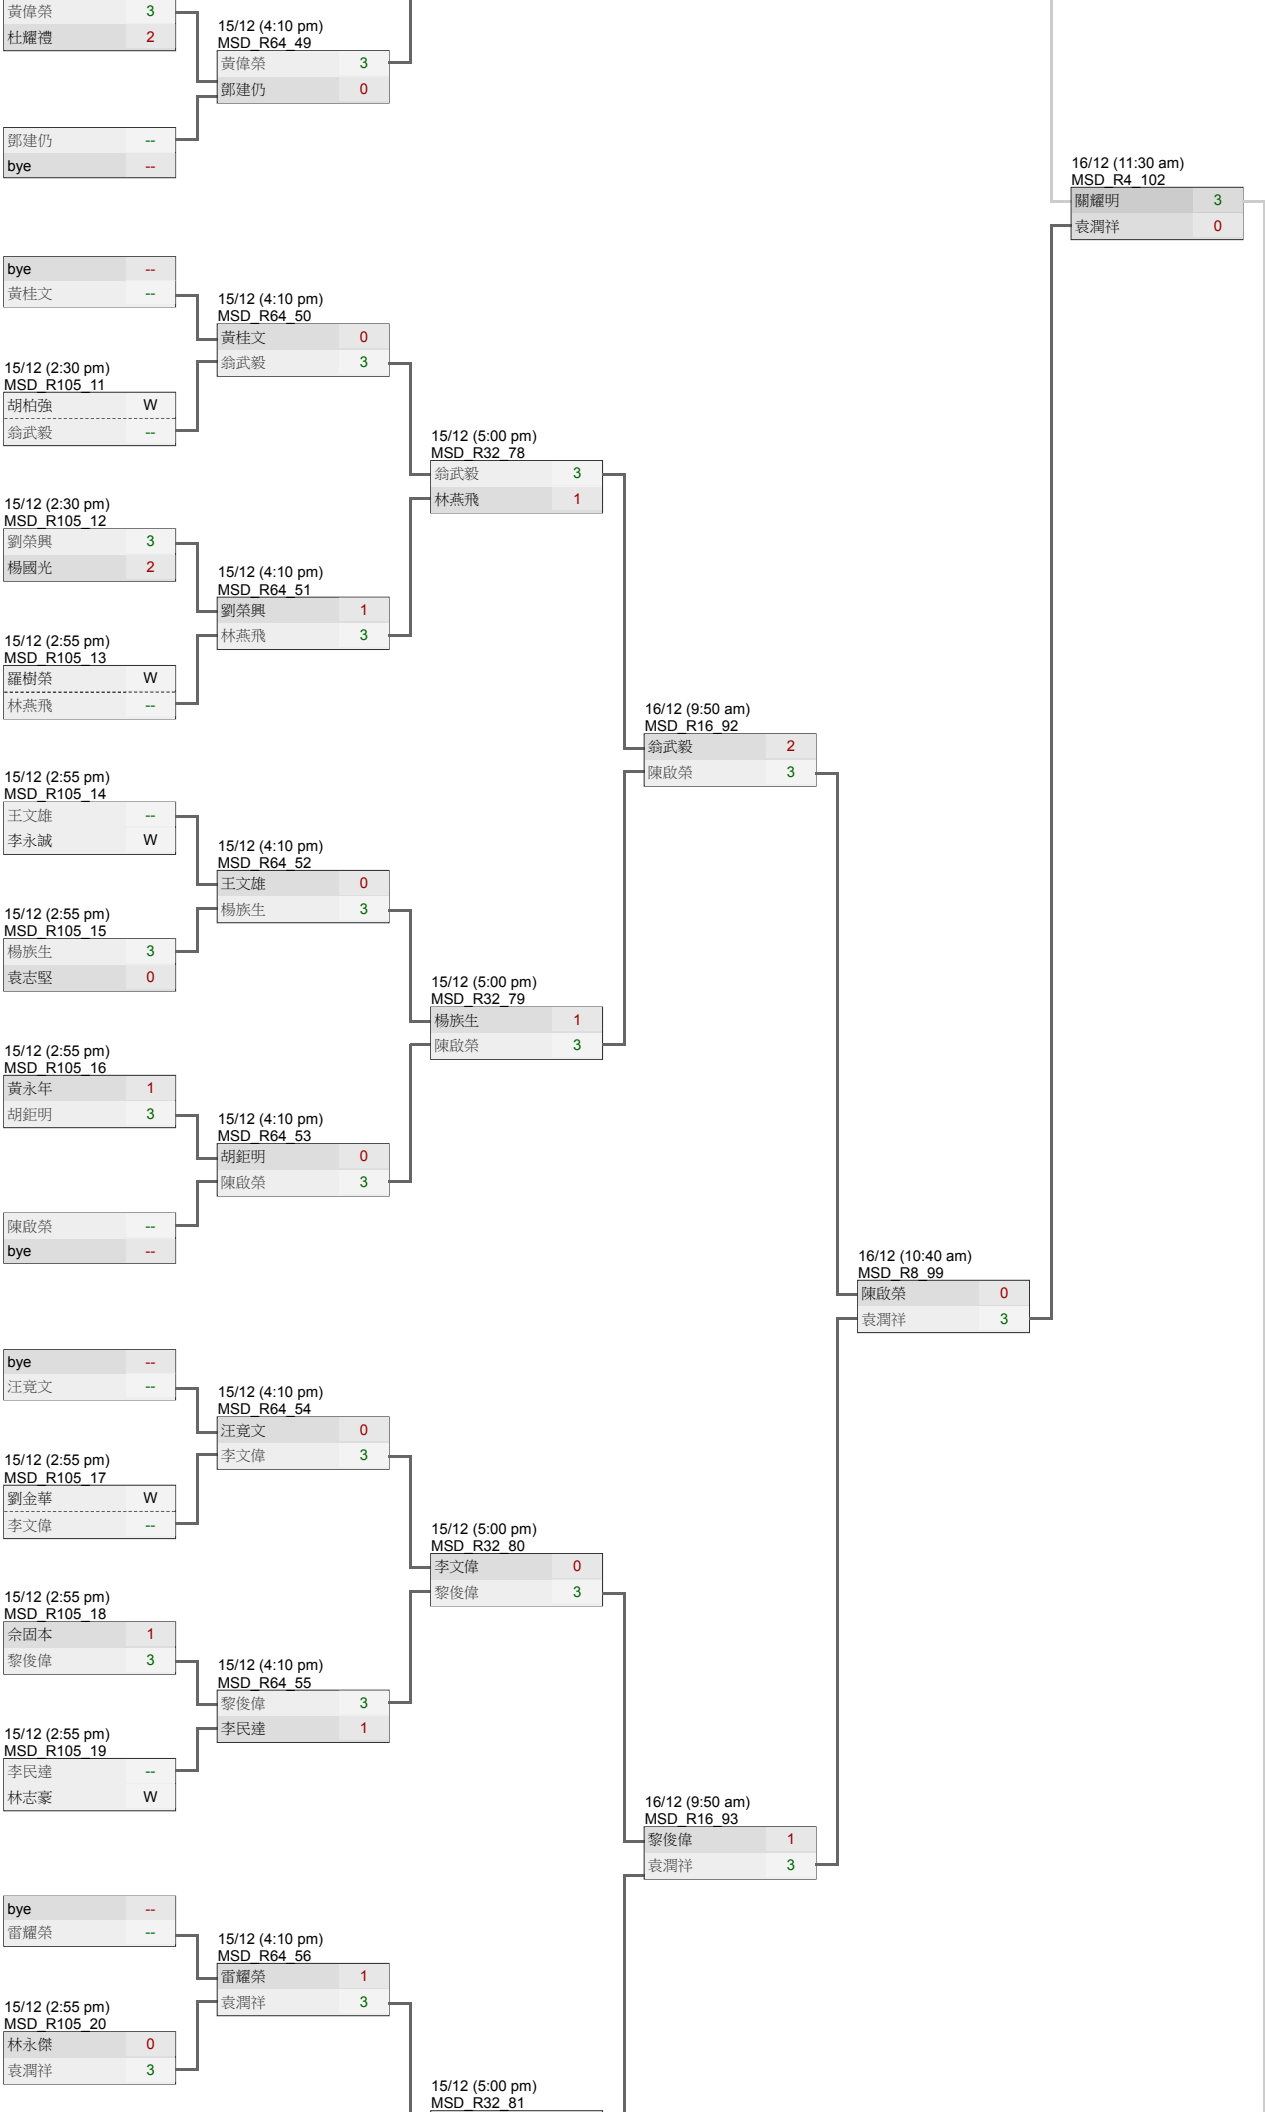 黃偉榮 3
杜耀禮 2
15/12 (4:10 pm)
MSD_R64_49
黃偉榮 3
鄧建仍 0
鄧建仍 --
bye --
16/12 (11:30 am)
MSD_R4_102
關耀明 3
袁潤祥 0
bye --
黃桂文 --
15/12 (4:10 pm)
MSD_R64_50
黃桂文 0
翁武毅 3
15/12 (2:30 pm)
MSD_R105_11
胡柏強 W
翁武毅 --
15/12 (5:00 pm)
MSD_R32_78
翁武毅 3
林燕飛 1
15/12 (2:30 pm)
MSD_R105_12
劉榮興 3
楊國光 2
15/12 (4:10 pm)
MSD_R64_51
劉榮興 1
林燕飛 3
15/12 (2:55 pm)
MSD_R105_13
羅樹榮 W
林燕飛 --
16/12 (9:50 am)
MSD_R16_92
翁武毅 2
陳啟榮 3
15/12 (2:55 pm)
MSD_R105_14
王文雄 --
李永誠 W
15/12 (4:10 pm)
MSD_R64_52
王文雄 0
楊族生 3
15/12 (2:55 pm)
MSD_R105_15
楊族生 3
袁志堅 0
15/12 (5:00 pm)
MSD_R32_79
楊族生 1
陳啟榮 3
15/12 (2:55 pm)
MSD_R105_16
黃永年 1
胡鉅明 3
15/12 (4:10 pm)
MSD_R64_53
胡鉅明 0
陳啟榮 3
陳啟榮 --
bye --
16/12 (10:40 am)
MSD_R8_99
陳啟榮 0
袁潤祥 3
bye --
汪竟文 --
15/12 (4:10 pm)
MSD_R64_54
汪竟文 0
李文偉 3
15/12 (2:55 pm)
MSD_R105_17
劉金華 W
李文偉 --
15/12 (5:00 pm)
MSD_R32_80
李文偉 0
黎俊偉 3
15/12 (2:55 pm)
MSD_R105_18
佘固本 1
黎俊偉 3
15/12 (4:10 pm)
MSD_R64_55
黎俊偉 3
李民達 1
15/12 (2:55 pm)
MSD_R105_19
李民達 --
林志豪 W
16/12 (9:50 am)
MSD_R16_93
黎俊偉 1
袁潤祥 3
bye --
雷耀榮 --
15/12 (4:10 pm)
MSD_R64_56
雷耀榮 1
袁潤祥 3
15/12 (2:55 pm)
MSD_R105_20
林永傑 0
袁潤祥 3
15/12 (5:00 pm)
MSD_R32_81